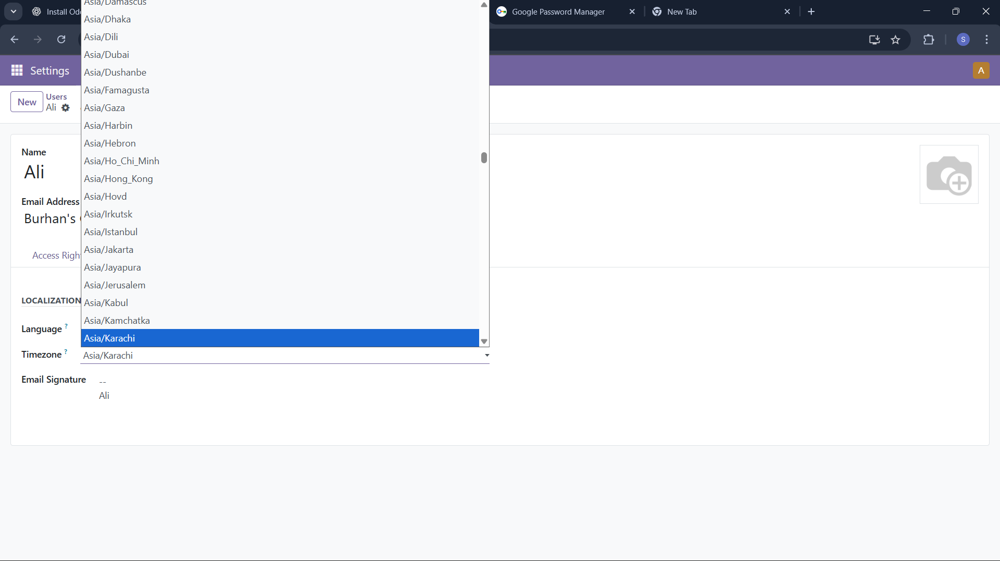 Install Od
Google Password Manager
New Tab
S
Settings
A
New
Users
Ali
Name
Ali
Email Address
Burhan's
Access Righ
LOCALIZATION
Language ?
Timezone ?
Asia/Damascus
Asia/Dhaka
Asia/Dili
Asia/Dubai
Asia/Dushanbe
Asia/Famagusta
Asia/Gaza
Asia/Harbin
Asia/Hebron
Asia/Ho_Chi_Minh
Asia/Hong_Kong
Asia/Hovd
Asia/Irkutsk
Asia/Istanbul
Asia/Jakarta
Asia/Jayapura
Asia/Jerusalem
Asia/Kabul
Asia/Kamchatka
Asia/Karachi
Asia/Karachi
Email Signature
--
Ali